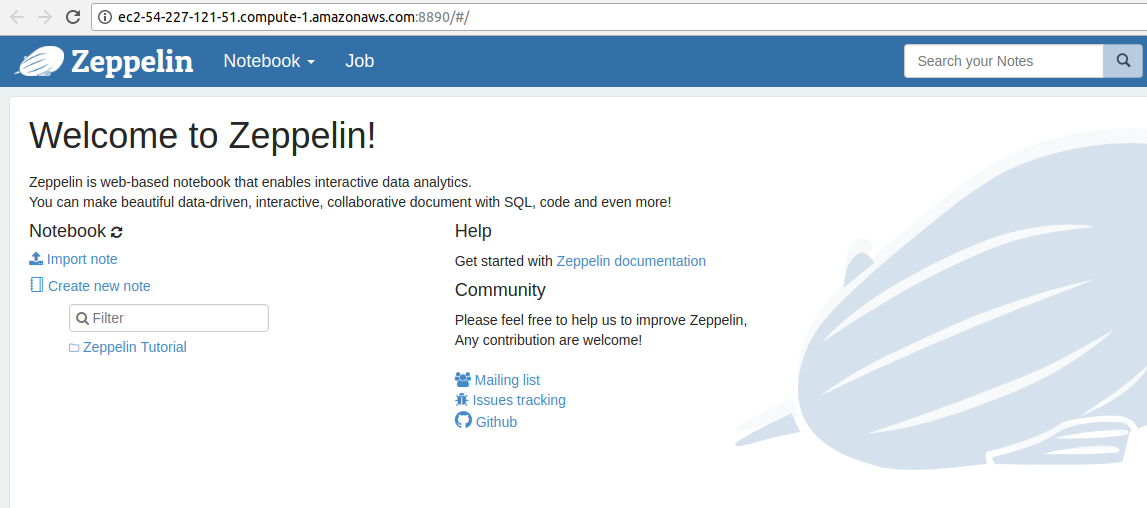 ec2-54-227-121-51.compute-1.amazonaws.com:8890/#/
Zeppelin Notebook Job Search your Notes
Welcome to Zeppelin!
Zeppelin is web-based notebook that enables interactive data analytics.
You can make beautiful data-driven, interactive, collaborative document with SQL, code and even more!
Notebook
Import note
Create new note
Filter
Zeppelin Tutorial
Help
Get started with Zeppelin documentation
Community
Please feel free to help us to improve Zeppelin,
Any contribution are welcome!
Mailing list
Issues tracking
Github